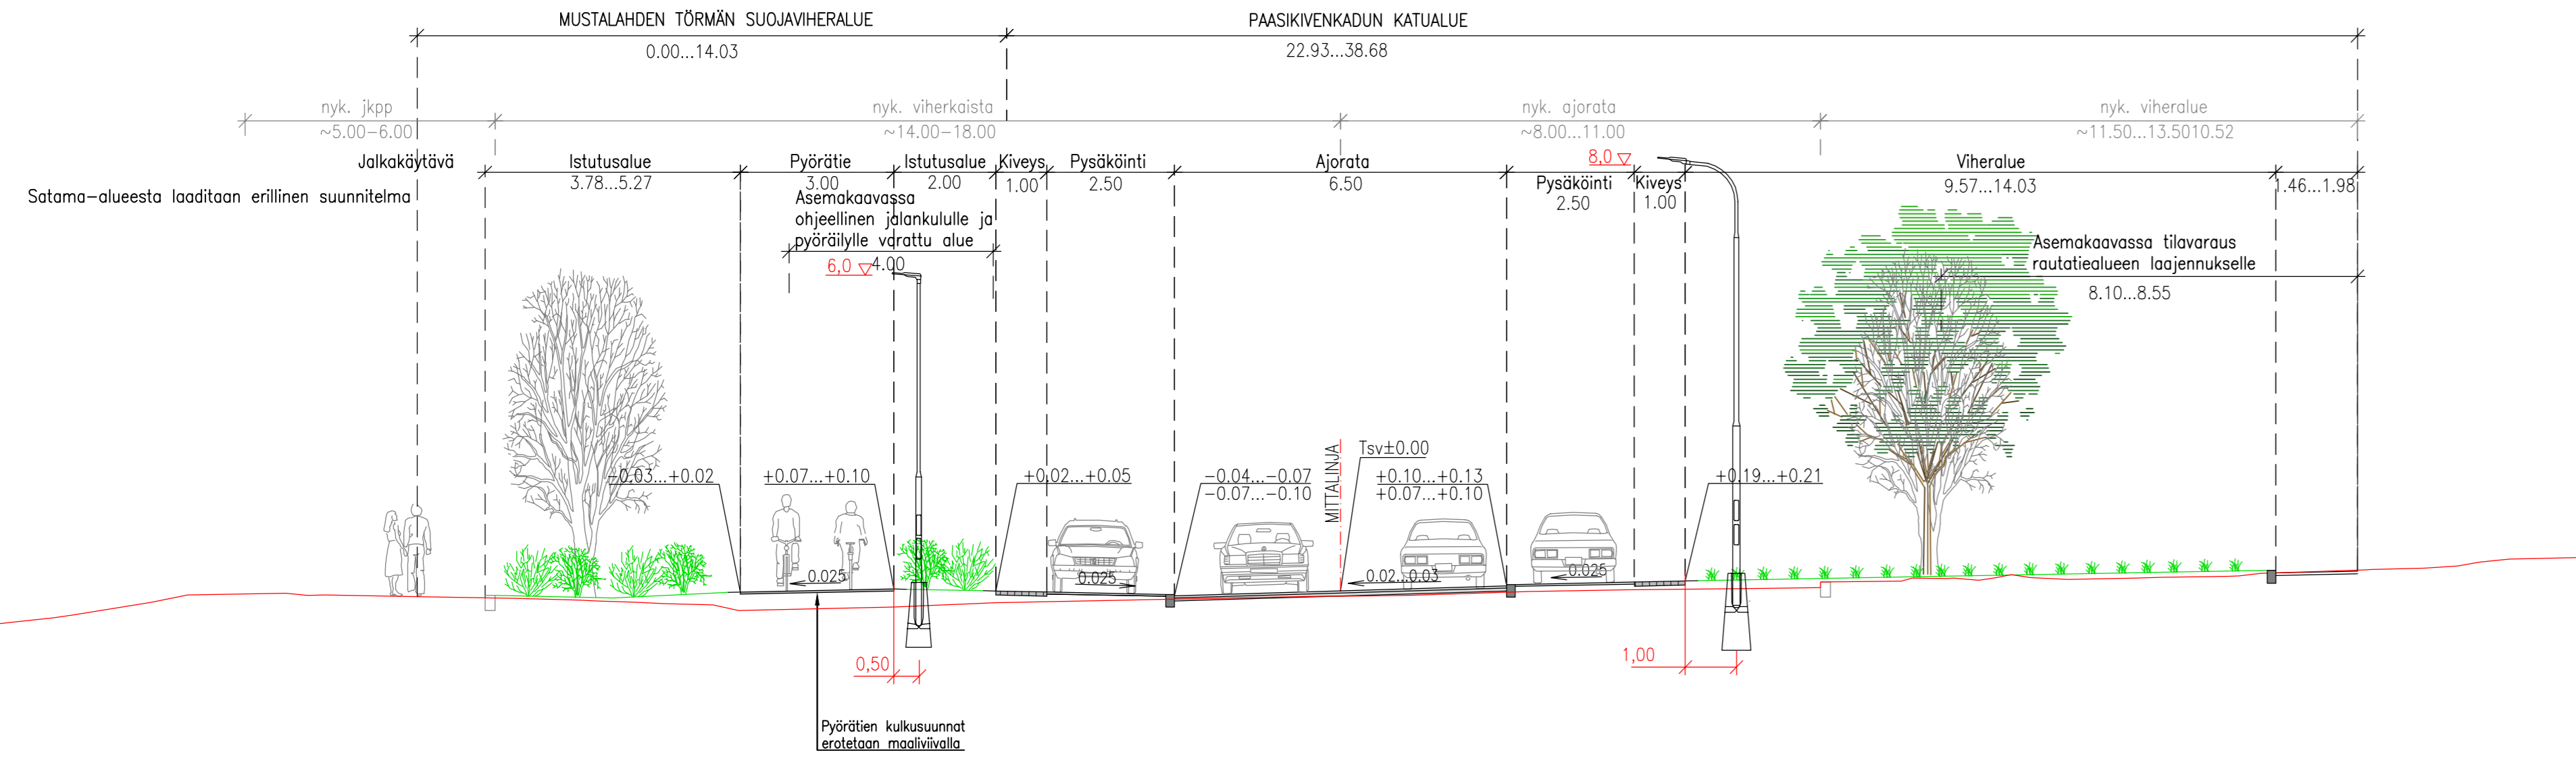 MUSTALAHDEN TÖRMÄN SUOJAVIHERALUE
PAASIKIVENKADUN KATUALUE
0.00...14.03
22.93...38.68
nyk. jkpp
nyk. viherkaista
nyk. ajorata
nyk. viheralue
~5.00-6.00
~14.00-18.00
~8.00...11.00
~11.50...13.5010.52
Jalkakäytävä
Istutusalue
Pyörätie
Istutusalue
Kiveys
Pysäköinti
Ajorata
8,0
Viheralue
3.78...5.27
3.00
2.00
1.00
2.50
6.50
Pysäköinti
Kiveys
9.57...14.03
1.46...1.98
2.50
1.00
Satama-alueesta laaditaan erillinen suunnitelma
Asemakaavassa
ohjeellinen jalankululle ja
pyöräilylle varattu alue
4.00
6,0
Asemakaavassa tilavaraus
rautatiealueen laajennukselle
8.10...8.55
MITTALINJA
Tsv±0.00
-0.03...+0.02
+0.07...+0.10
+0.02...+0.05
-0.04...-0.07
-0.07...-0.10
+0.10...+0.13
+0.07...+0.10
+0.19...+0.21
0.025
0.025
0.02...0.03
0.025
0,50
1,00
Pyörätien kulkusuunnat
erotetaan maaliviivalla